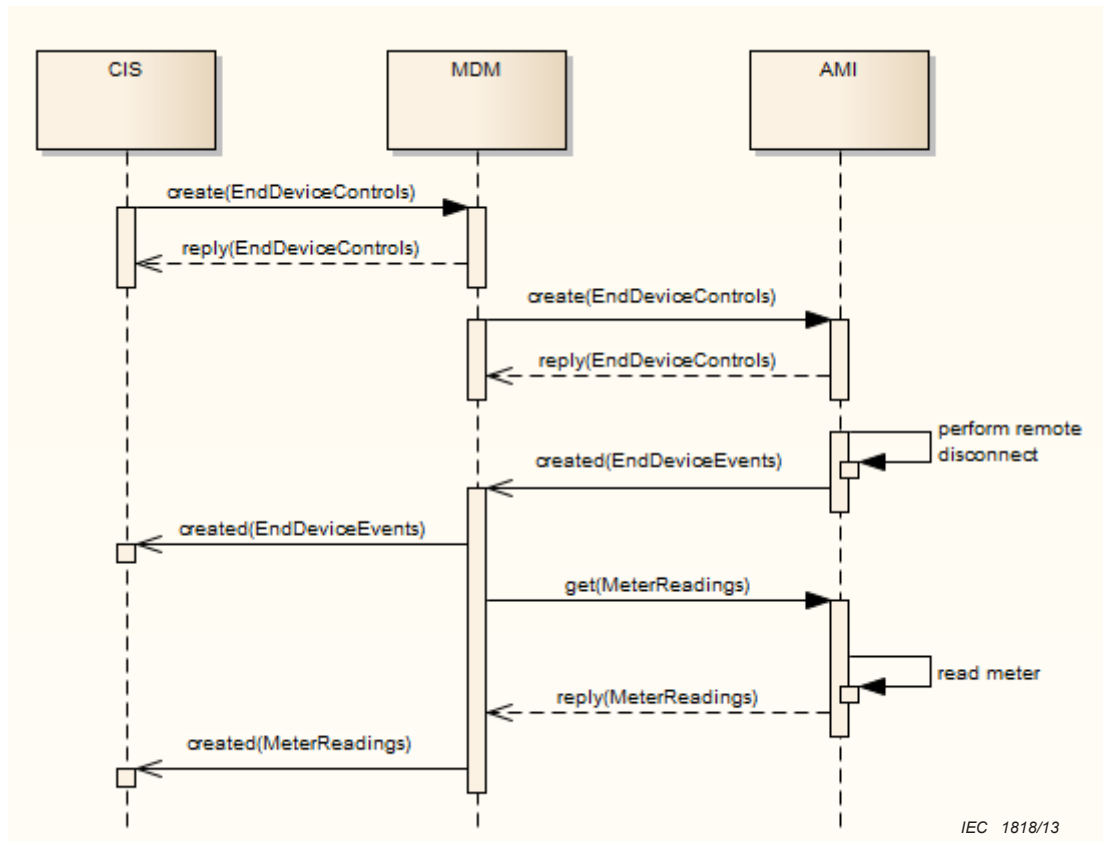 CIS
MDM
AMI
create(EndDeviceControls)
reply(EndDeviceControls)
create(EndDeviceControls)
reply(EndDeviceControls)
perform remote
disconnect
created(EndDeviceEvents)
created(EndDeviceEvents)
get(MeterReadings)
read meter
reply(MeterReadings)
created(MeterReadings)
IEC 1818/13